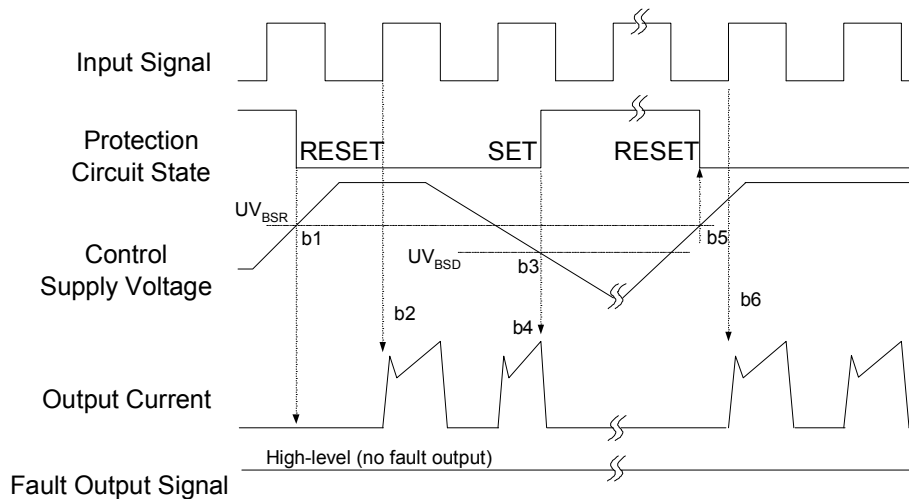 Input Signal
Protection
Circuit State
RESET
SET
RESET
UV_BSR
b1
UV_BSD
b3
b5
Control
Supply Voltage
b2
b4
b6
Output Current
High-level (no fault output)
Fault Output Signal